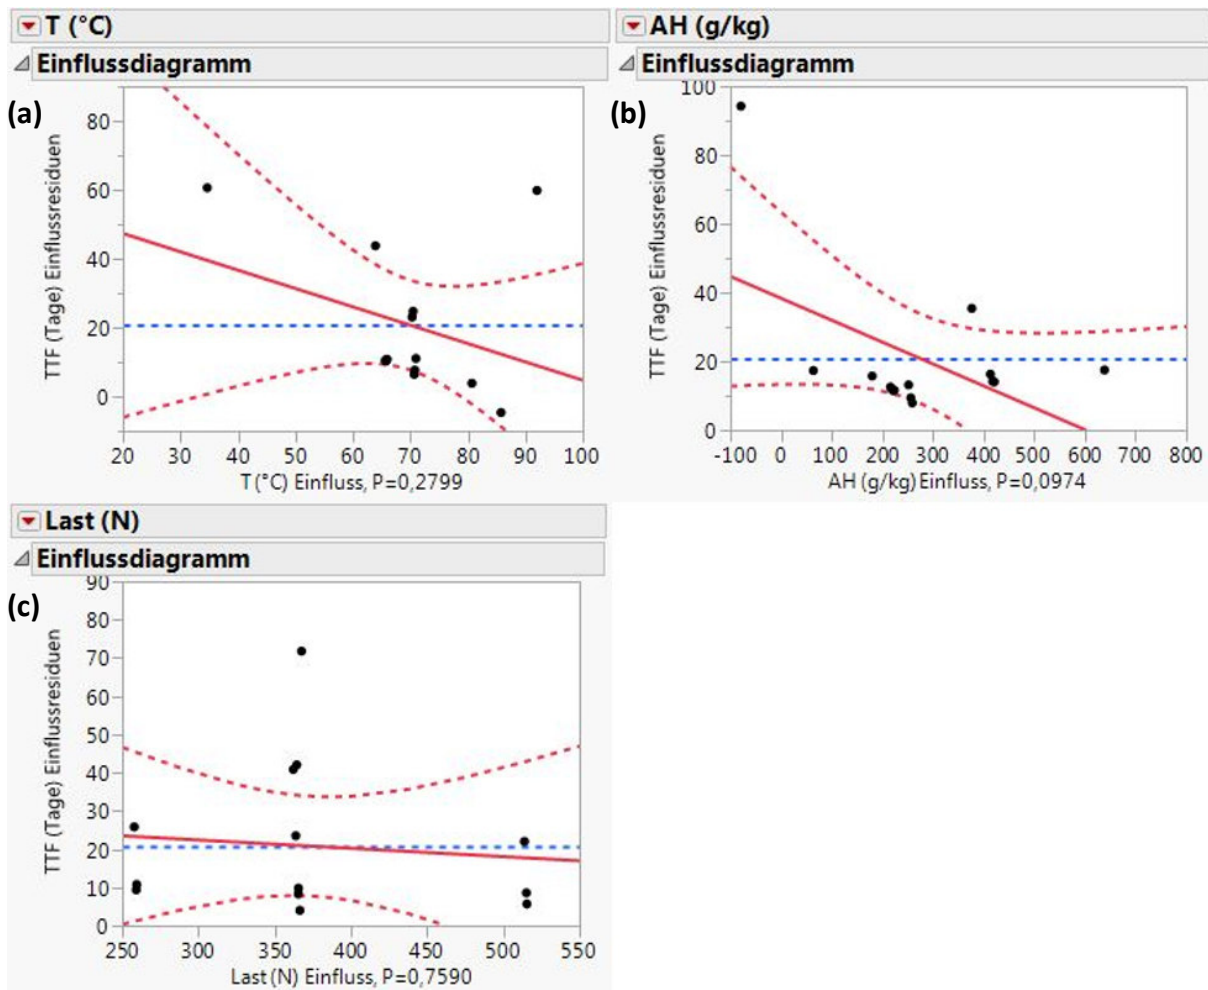 T (°C)
Einflussdiagramm
(a)
TTF (Tage) Einflussresiduen
80
60
40
20
0
20 30 40 50 60 70 80 90 100
T (°C) Einfluss, P=0,2799
AH (g/kg)
Einflussdiagramm
(b)
TTF (Tage) Einflussresiduen
100
80
60
40
20
0
-100 0 100 200 300 400 500 600 700 800
AH (g/kg) Einfluss, P=0,0974
Last (N)
Einflussdiagramm
(c)
TTF (Tage) Einflussresiduen
90
80
70
60
50
40
30
20
10
0
250 300 350 400 450 500 550
Last (N) Einfluss, P=0,7590